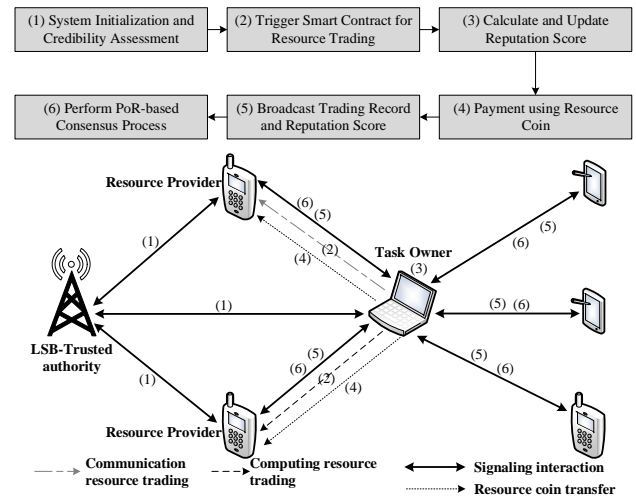 (1) System Initialization and
Credibility Assessment
(2) Trigger Smart Contract for
Resource Trading
(3) Calculate and Update
Reputation Score
(6) Perform PoR-based
Consensus Process
(5) Broadcast Trading Record
and Reputation Score
(4) Payment using Resource
Coin
Resource Provider
(6)
(5)
(1)
(2)
(4)
Task Owner
(3)
(5)
(6)
(1)
(5) (6)
LSB-Trusted
authority
(1)
(5)
(6)
(2)
(4)
(5)
(6)
Resource Provider
Communication
resource trading
Computing resource
trading
Signaling interaction
Resource coin transfer